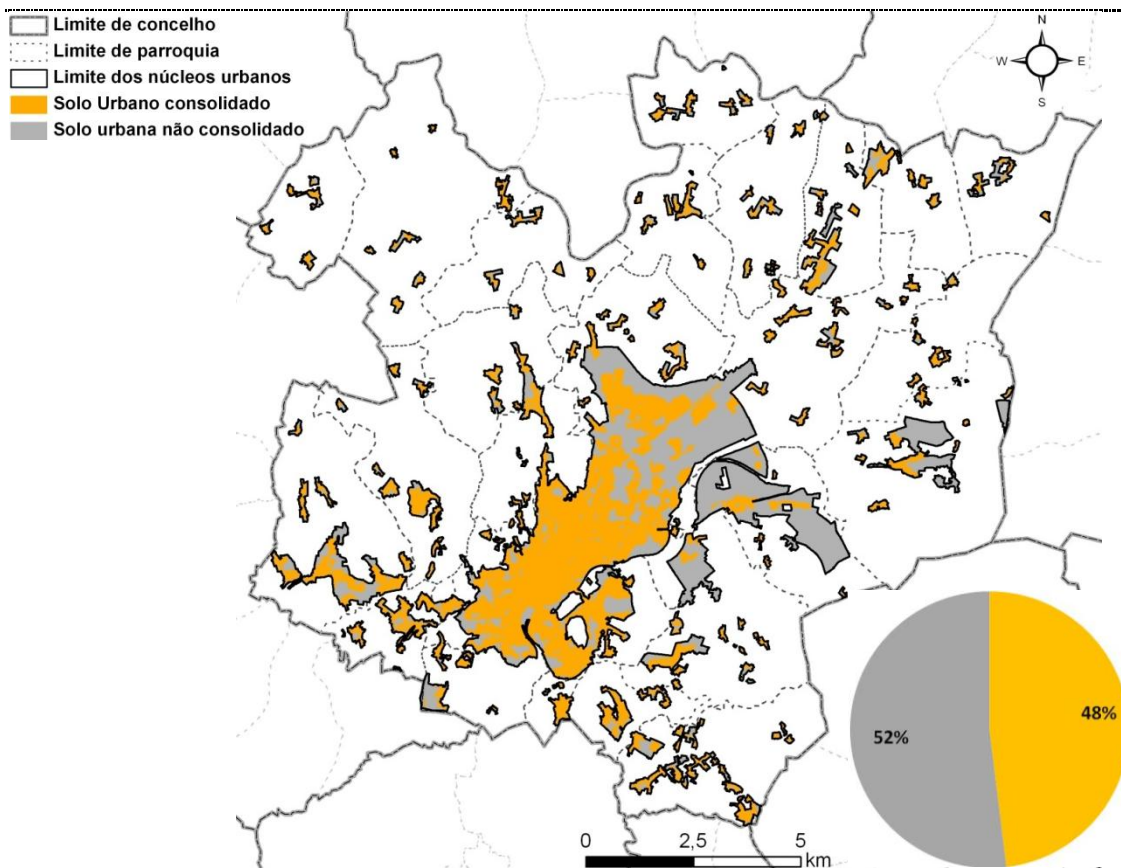 Limite de concelho
Limite de parroquia
Limite dos núcleos urbanos
Solo Urbano consolidado
Solo urbana não consolidado
N
W E
S
52%
48%
0 2,5 5
km